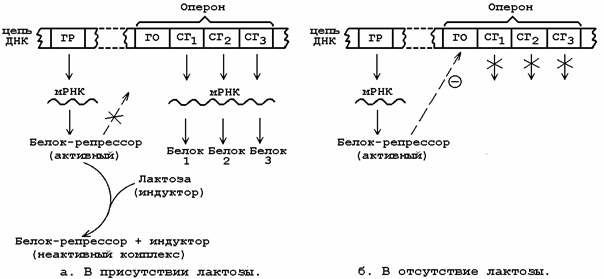 Оперон
цепь
ДНК
ГР
ГО
СГ1
СГ2
СГ3
мРНК
мРНК
Белок-репрессор
(активный)
Белок
1
Белок
2
Белок
3
Лактоза
(индуктор)
Белок-репрессор + индуктор
(неактивный комплекс)
а. В присутствии лактозы.
Оперон
цепь
ДНК
ГР
ГО
СГ1
СГ2
СГ3
мРНК
Белок-репрессор
(активный)
б. В отсутствие лактозы.